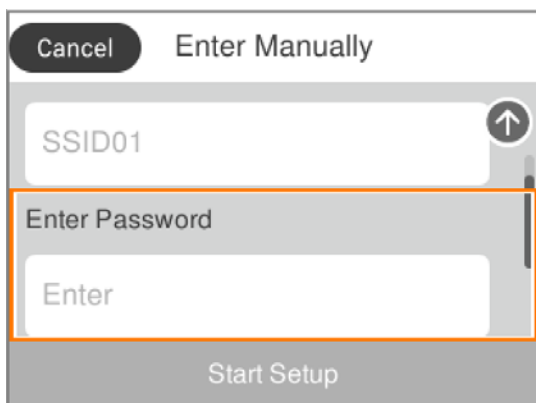 Cancel Enter Manually
SSID01
Enter Password
Enter
Start Setup